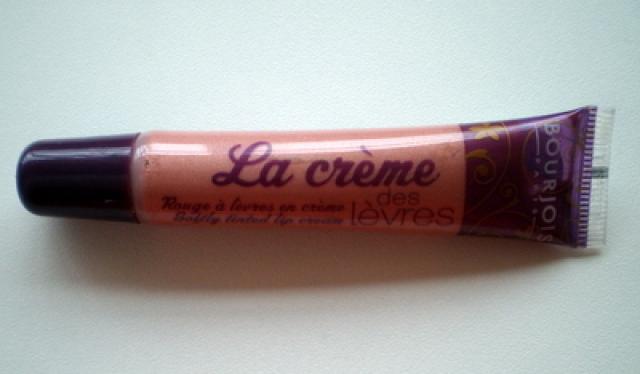 La crème
des
lèvres
Rouge à lèvres en crème
Softly tinted lip cream
BOURJOIS
PARIS